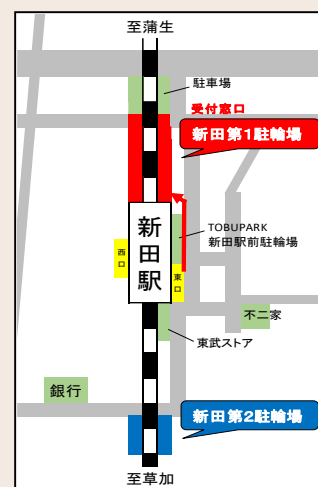 至蒲生
駐車場
受付窓口
新田第1駐輪場
TOBUPARK
新田駅前駐輪場
新田駅
西口
東口
不二家
東武ストア
銀行
新田第2駐輪場
至草加